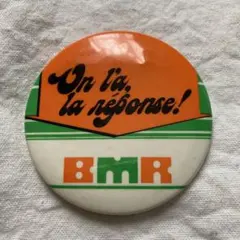 On l'a,
la réponse!
BMR